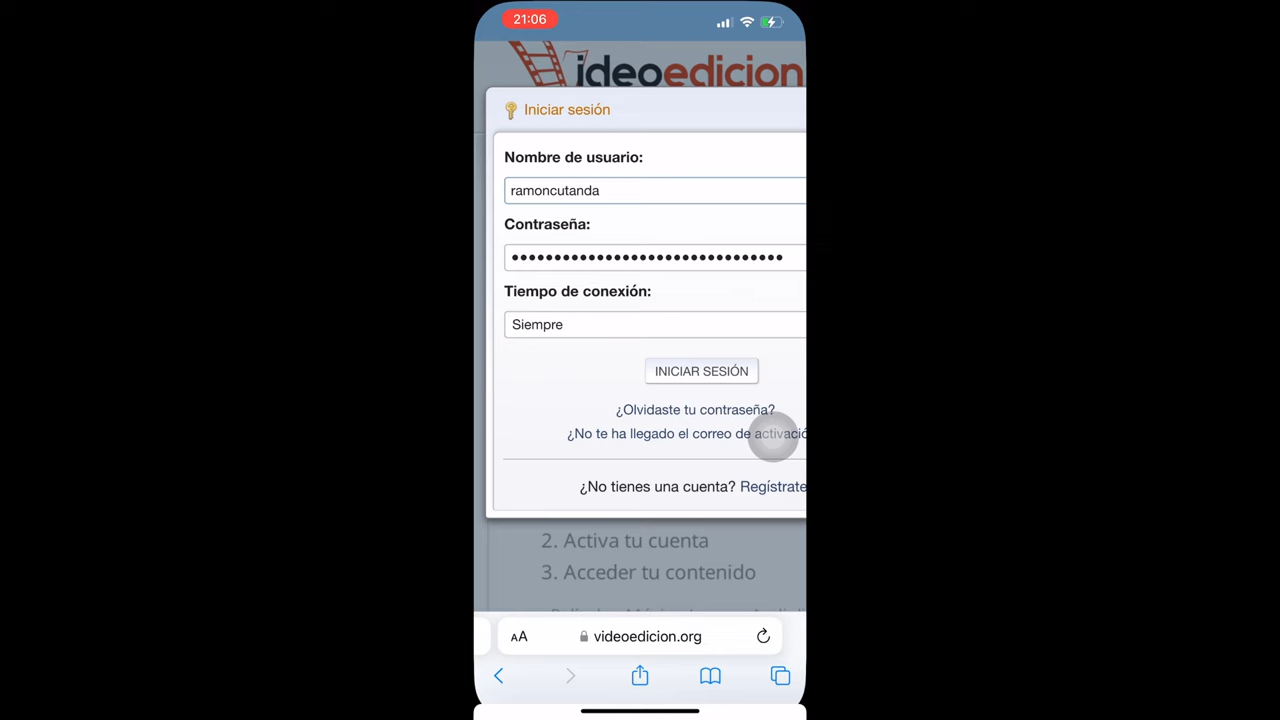 21:06
Videoedicion
Iniciar sesión
Nombre de usuario:
ramoncutanda
Contraseña:
Tiempo de conexión:
Siempre
INICIAR SESIÓN
¿Olvidaste tu contraseña?
¿No te ha llegado el correo de activació
¿No tienes una cuenta? Regístrate
2. Activa tu cuenta
3. Acceder tu contenido
AA
videoedicion.org